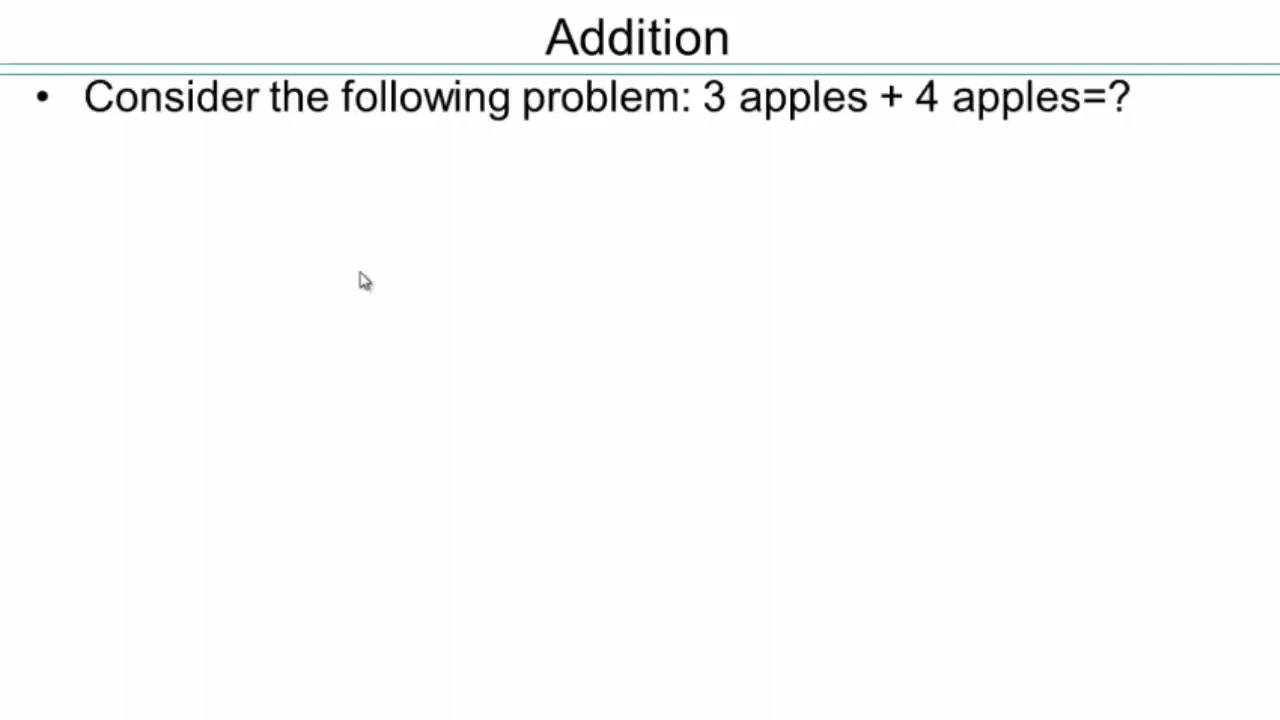 Addition
• Consider the following problem: 3 apples + 4 apples=?